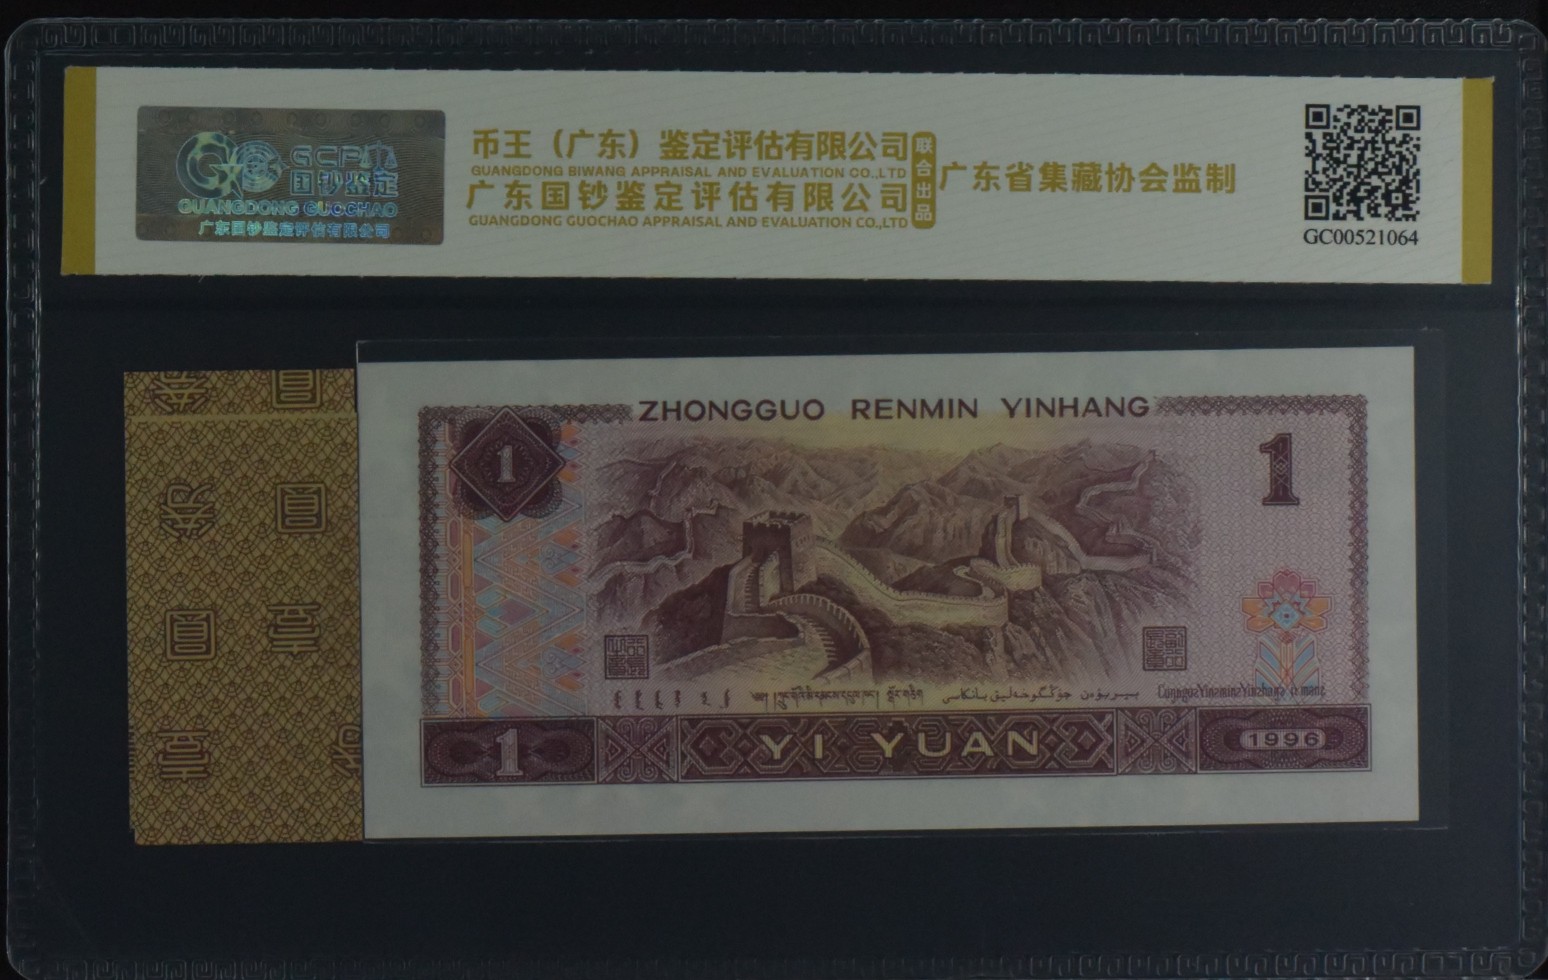 GCP
国钞鉴定
GUANGDONG GUOCHAO
广东国钞鉴定评估有限公司
币王（广东）鉴定评估有限公司
GUANGDONG BIWANG APPRAISAL AND EVALUATION CO.,LTD
广东国钞鉴定评估有限公司
GUANGDONG GUOCHAO APPRAISAL AND EVALUATION CO.,LTD
联合出品
广东省集藏协会监制
GC00521064
ZHONGGUO RENMIN YINHANG
1
1
1
YI YUAN
1996